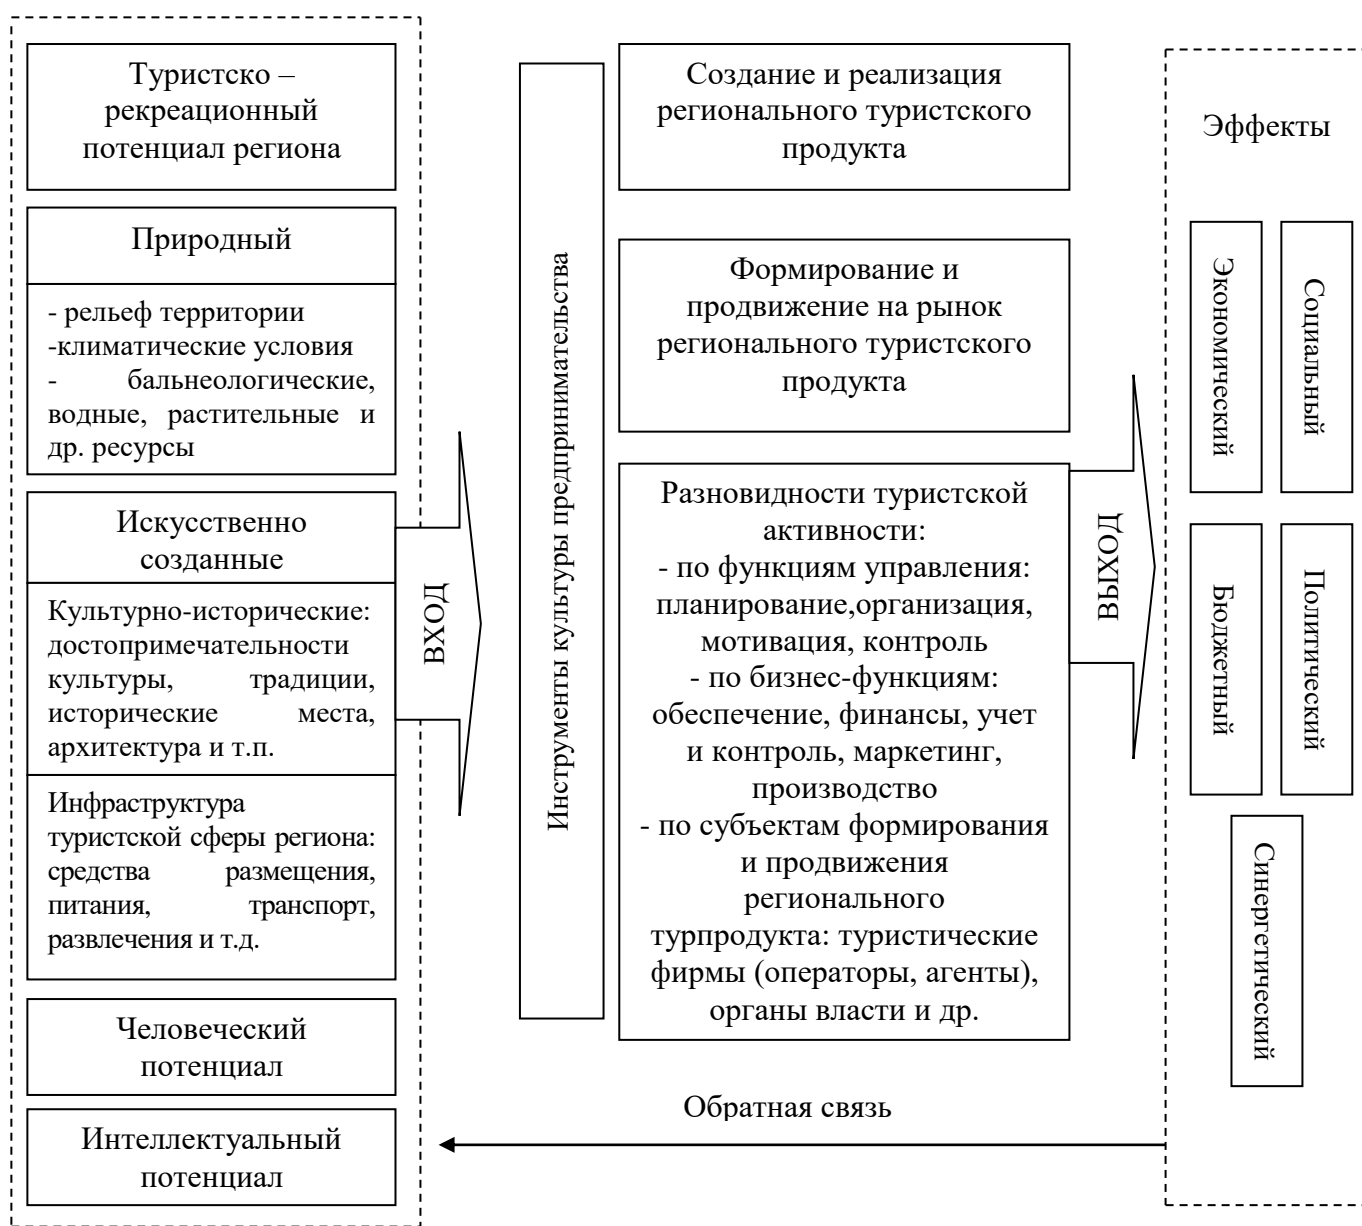 Туристско –
рекреационный
потенциал региона
Природный
- рельеф территории
-климатические условия
- бальнеологические,
водные, растительные и
др. ресурсы
Искусственно
созданные
Культурно-исторические:
достопримечательности
культуры, традиции,
исторические места,
архитектура и т.п.
Инфраструктура
туристской сферы региона:
средства размещения,
питания, транспорт,
развлечения и т.д.
Человеческий
потенциал
Интеллектуальный
потенциал
ВХОД
Инструменты культуры предпринимательства
Создание и реализация
регионального туристского
продукта
Формирование и
продвижение на рынок
регионального туристского
продукта
Разновидности туристской
активности:
- по функциям управления:
планирование,организация,
мотивация, контроль
- по бизнес-функциям:
обеспечение, финансы, учет
и контроль, маркетинг,
производство
- по субъектам формирования
и продвижения
регионального
турпродукта: туристические
фирмы (операторы, агенты),
органы власти и др.
ВЫХОД
Эффекты
Экономический
Социальный
Бюджетный
Политический
Синергетический
Обратная связь